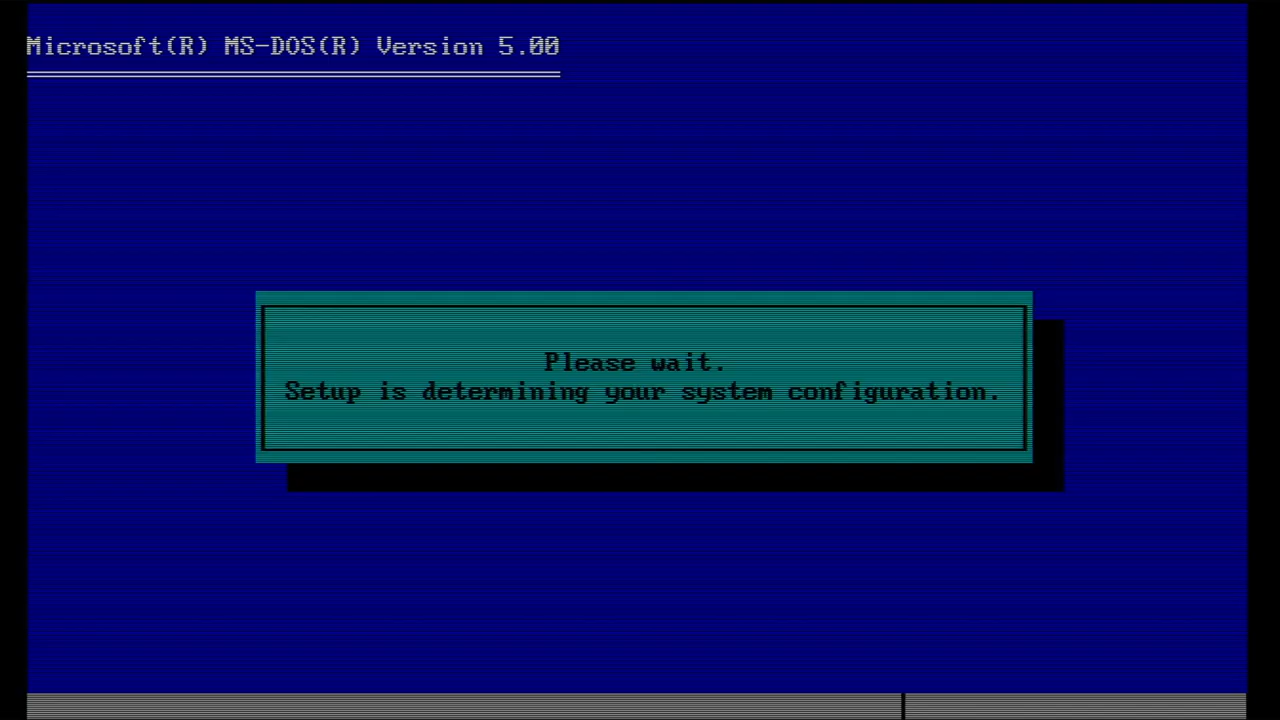 Microsoft(R) MS-DOS(R) Version 5.00
Please wait.
Setup is determining your system configuration.